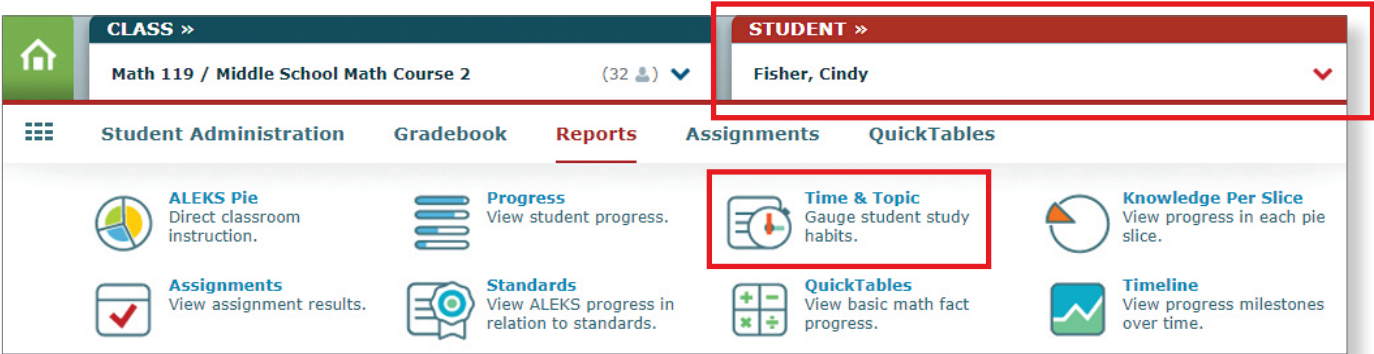 CLASS »
STUDENT »
Math 119 / Middle School Math Course 2 (32)
Fisher, Cindy
Student Administration Gradebook Reports Assignments QuickTables
ALEKS Pie
Direct classroom
instruction.
Progress
View student progress.
Time & Topic
Gauge student study
habits.
Knowledge Per Slice
View progress in each pie
slice.
Assignments
View assignment results.
Standards
View ALEKS progress in
relation to standards.
QuickTables
View basic math fact
progress.
Timeline
View progress milestones
over time.